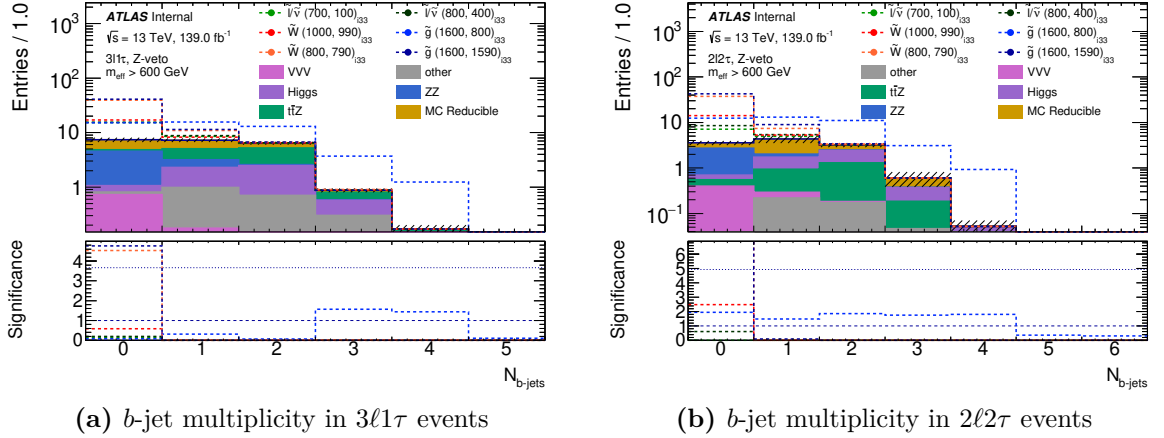 Entries / 1.0
ATLAS Internal
√s = 13 TeV, 139.0 fb⁻¹
3l1τ, Z-veto
m_eff > 600 GeV
l̃/ṽ (700, 100)_i33
W̃ (1000, 990)_i33
W̃ (800, 790)_i33
VVV
Higgs
tt̄Z
l̃/ṽ (800, 400)_i33
g̃ (1600, 800)_i33
g̃ (1600, 1590)_i33
other
ZZ
MC Reducible
10³
10²
10
1
Significance
4
3
2
1
0
0 1 2 3 4 5
N_b-jets
(a) b-jet multiplicity in 3ℓ1τ events
Entries / 1.0
ATLAS Internal
√s = 13 TeV, 139.0 fb⁻¹
2l2τ, Z-veto
m_eff > 600 GeV
l̃/ṽ (700, 100)_i33
W̃ (1000, 990)_i33
W̃ (800, 790)_i33
other
tt̄Z
ZZ
l̃/ṽ (800, 400)_i33
g̃ (1600, 800)_i33
g̃ (1600, 1590)_i33
VVV
Higgs
MC Reducible
10³
10²
10
1
10⁻¹
Significance
6
5
4
3
2
1
0
0 1 2 3 4 5 6
N_b-jets
(b) b-jet multiplicity in 2ℓ2τ events